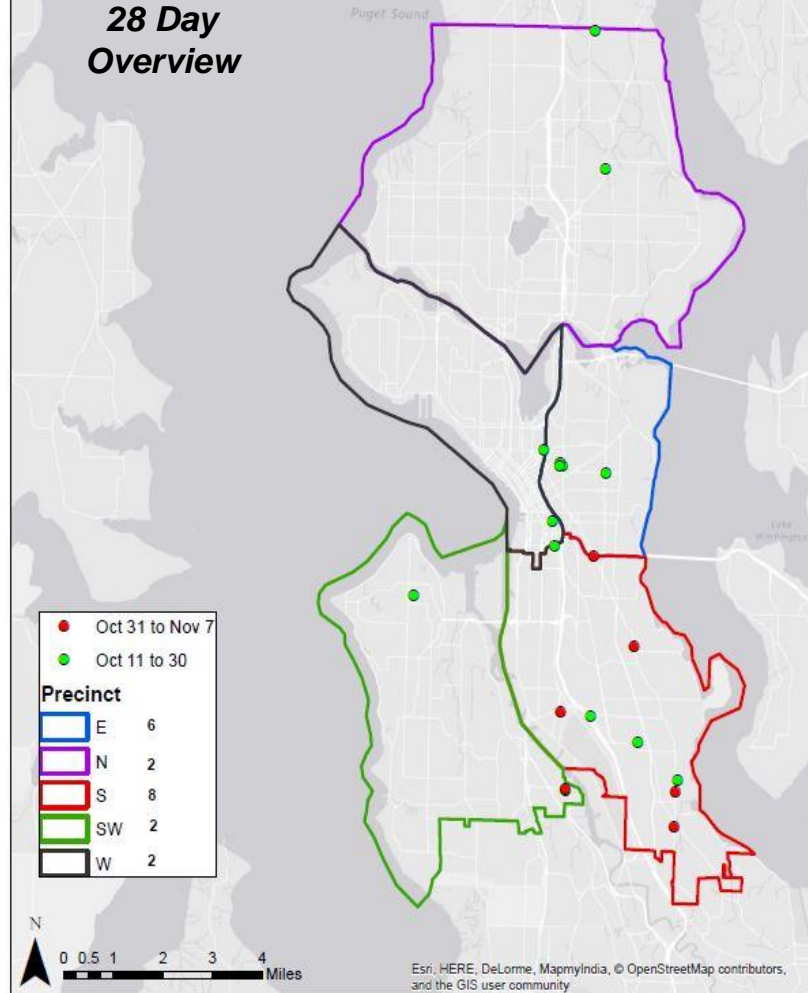 28 Day
Overview
Puget Sound
Lake
Washington
Oct 31 to Nov 7
Oct 11 to 30
Precinct
E 6
N 2
S 8
SW 2
W 2
N
0 0.5 1 2 3 4
Miles
Esri, HERE, DeLorme, MapmyIndia, © OpenStreetMap contributors,
and the GIS user community